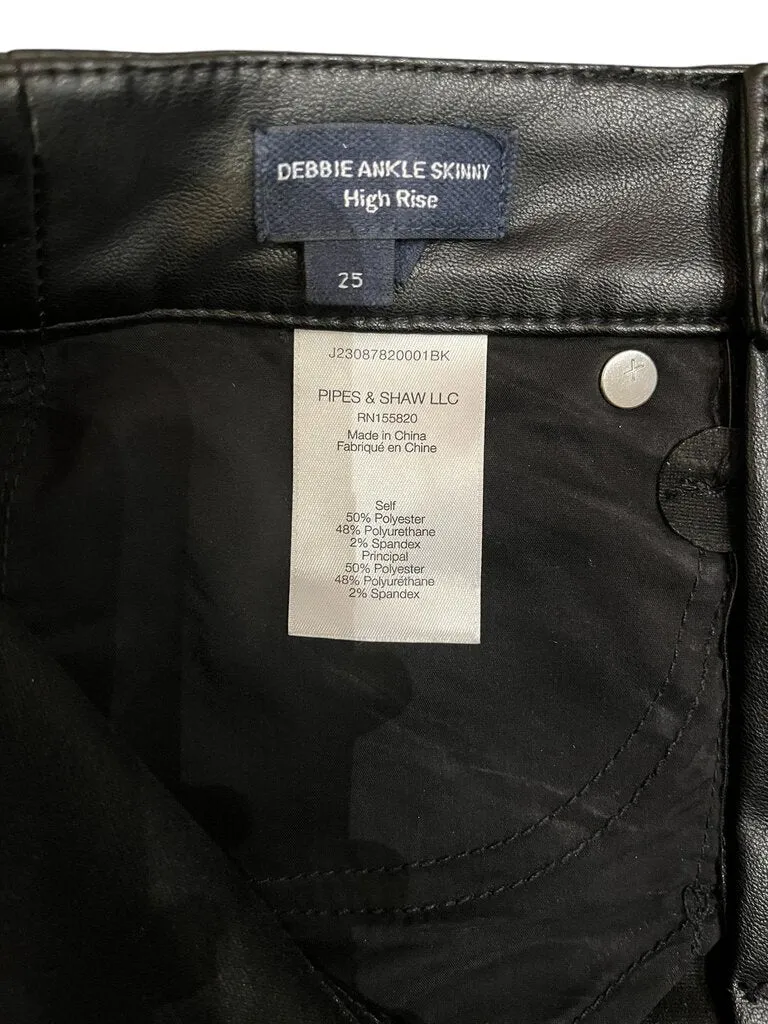 DEBBIE ANKLE SKINNY
High Rise
25
J23087820001BK
PIPES & SHAW LLC
RN155820
Made in China
Fabriqué en Chine
Self
50% Polyester
48% Polyurethane
2% Spandex
Principal
50% Polyester
48% Polyuréthane
2% Spandex